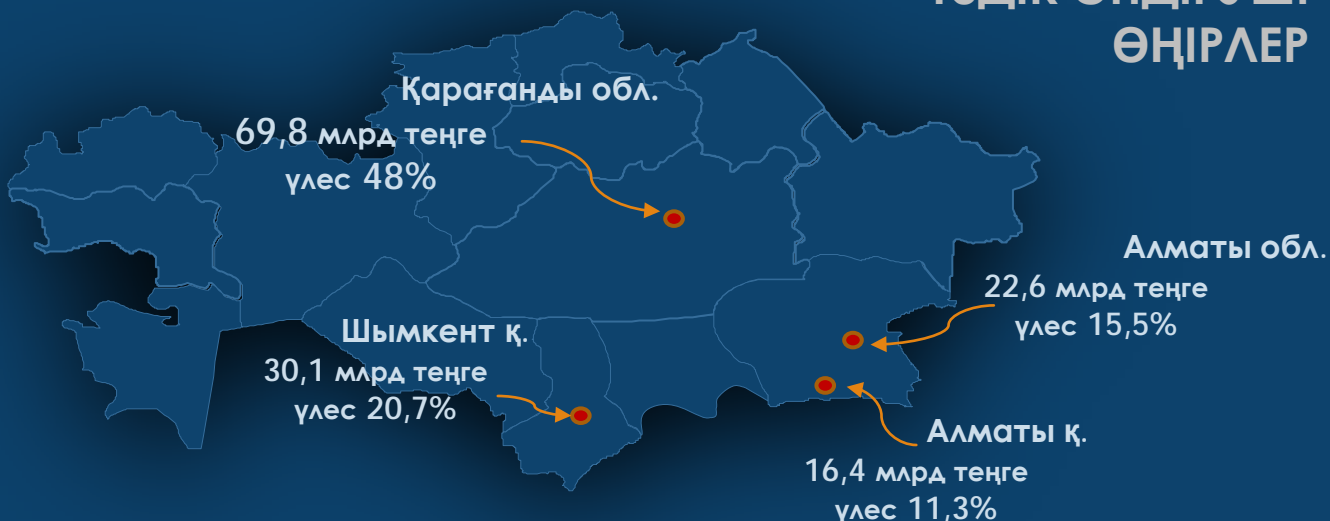 ӨҢІРЛЕР
Қарағанды обл.
69,8 млрд теңге
үлес 48%
Алматы обл.
22,6 млрд теңге
үлес 15,5%
Шымкент қ.
30,1 млрд теңге
үлес 20,7%
Алматы қ.
16,4 млрд теңге
үлес 11,3%